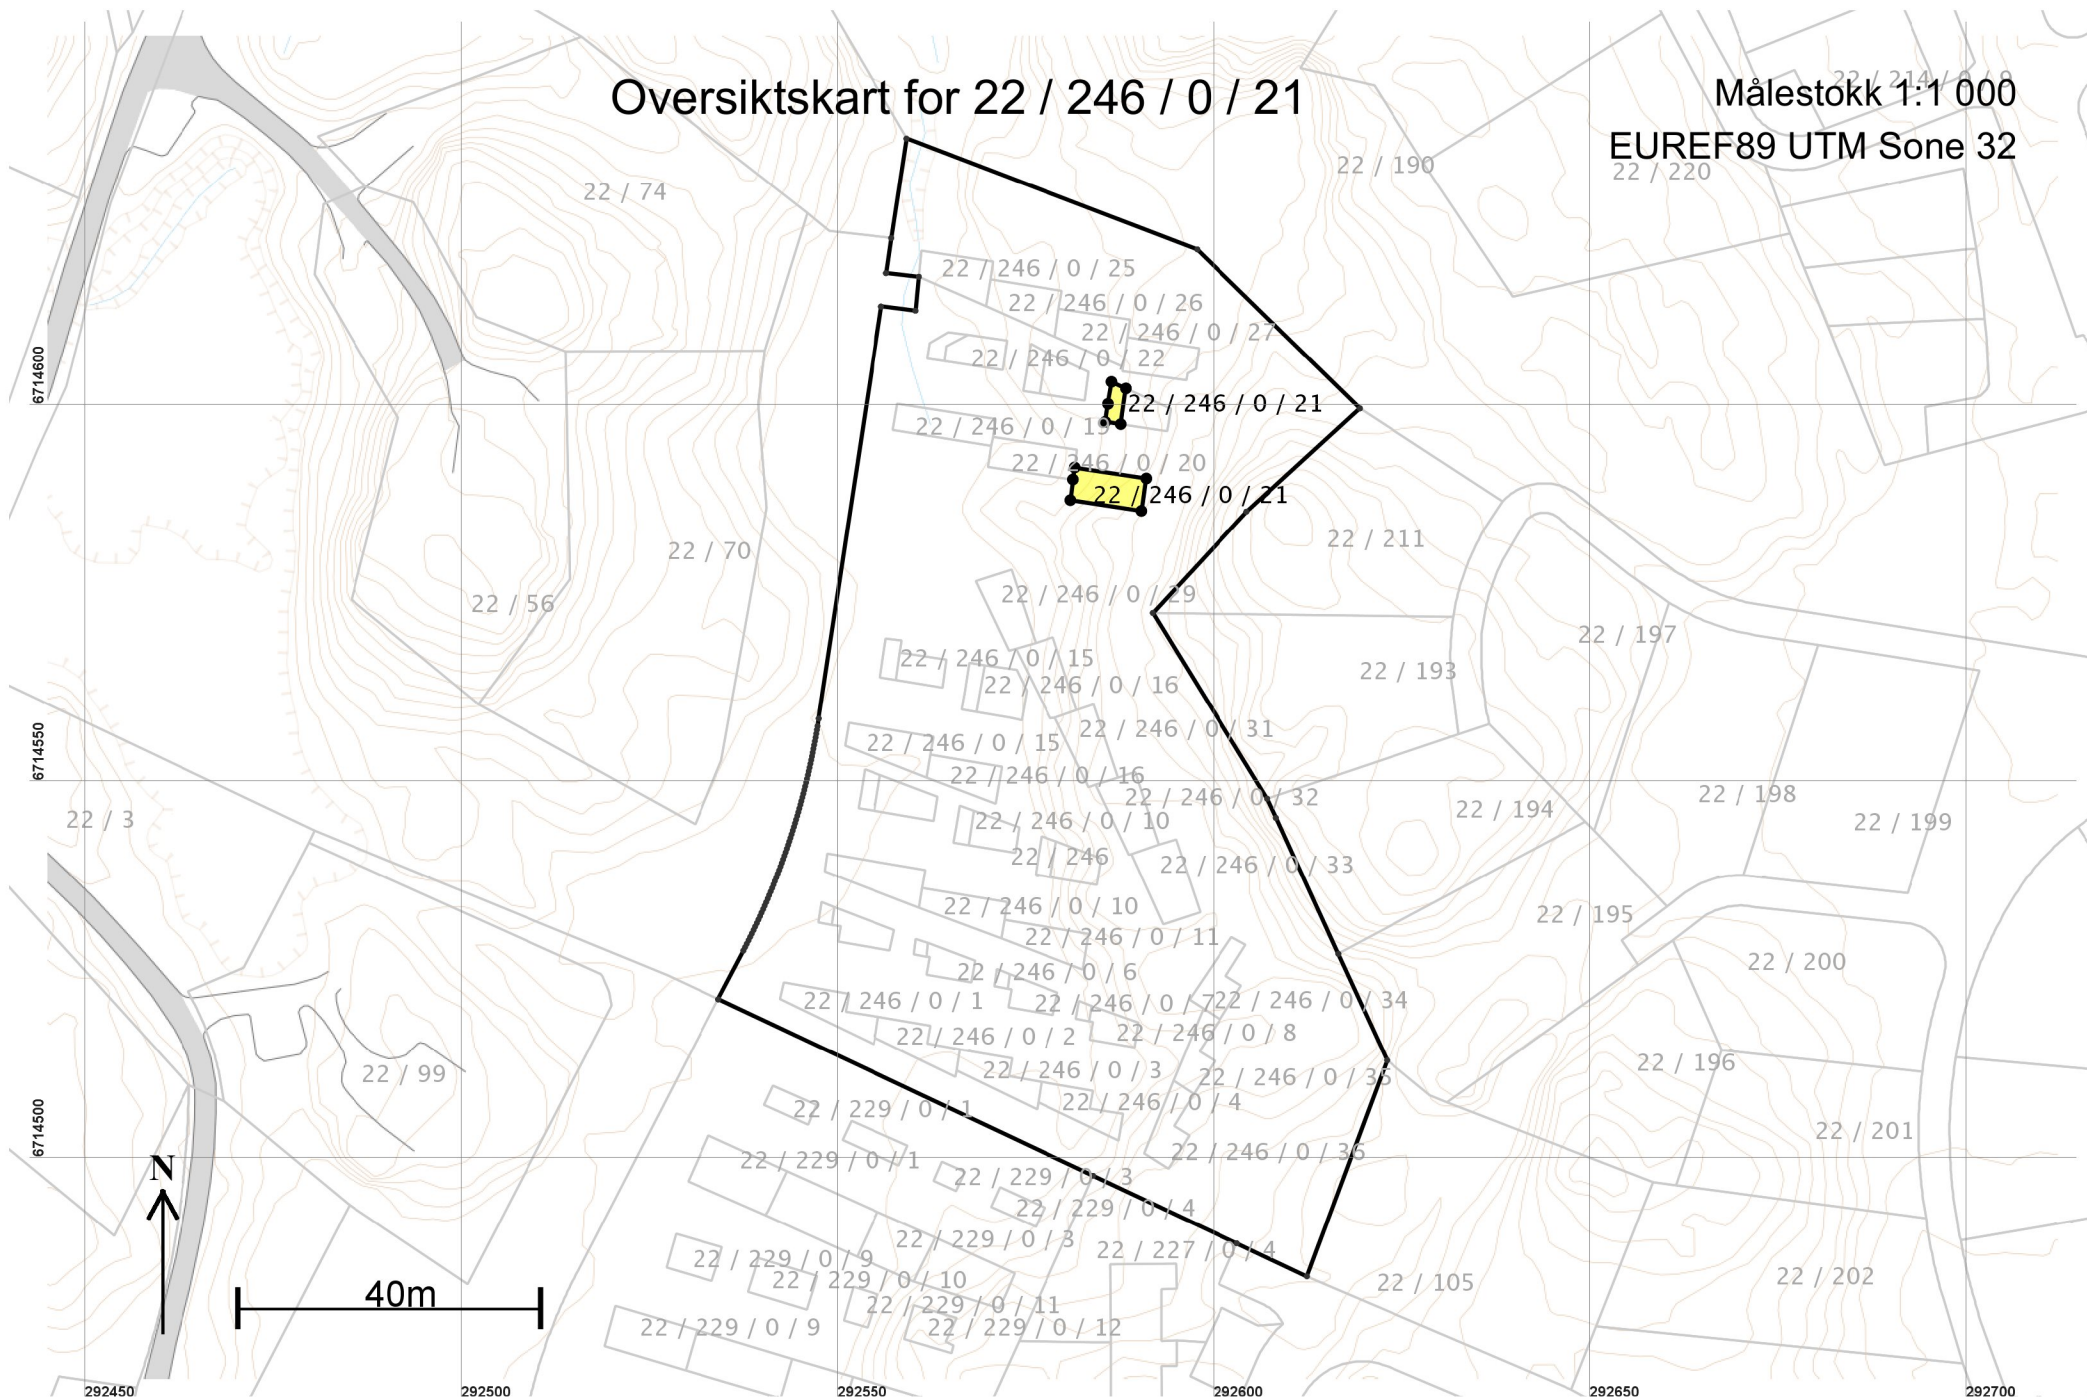 Oversiktskart for 22 / 246 / 0 / 21
Målestokk 1:1 000
EUREF89 UTM Sone 32
22 / 214 / 0 / 8
22 / 190
22 / 220
22 / 74
22 / 246 / 0 / 25
22 / 246 / 0 / 26
22 / 246 / 0 / 27
22 / 246 / 0 / 22
6714600
22 / 246 / 0 / 21
22 / 246 / 0 / 19
22 / 246 / 0 / 20
22 / 246 / 0 / 21
22 / 211
22 / 70
22 / 56
22 / 246 / 0 / 29
22 / 197
22 / 246 / 0 / 15
22 / 193
22 / 246 / 0 / 16
22 / 246 / 0 / 31
22 / 246 / 0 / 15
6714550
22 / 246 / 0 / 16
22 / 246 / 0 / 32
22 / 198
22 / 194
22 / 3
22 / 246 / 0 / 10
22 / 199
22 / 246
22 / 246 / 0 / 33
22 / 246 / 0 / 10
22 / 195
22 / 246 / 0 / 11
22 / 200
22 / 246 / 0 / 6
22 / 246 / 0 / 1
22 / 246 / 0 / 7
22 / 246 / 0 / 34
22 / 246 / 0 / 2
22 / 246 / 0 / 8
22 / 196
22 / 246 / 0 / 3
22 / 99
22 / 246 / 0 / 35
22 / 246 / 0 / 4
22 / 229 / 0 / 1
6714500
22 / 201
22 / 246 / 0 / 36
22 / 229 / 0 / 1
N
22 / 229 / 0 / 3
22 / 229 / 0 / 4
22 / 229 / 0 / 3
22 / 227 / 0 / 4
22 / 229 / 0 / 9
22 / 229 / 0 / 10
22 / 105
22 / 202
40m
22 / 229 / 0 / 11
22 / 229 / 0 / 9
22 / 229 / 0 / 12
292450
292500
292550
292600
292650
292700